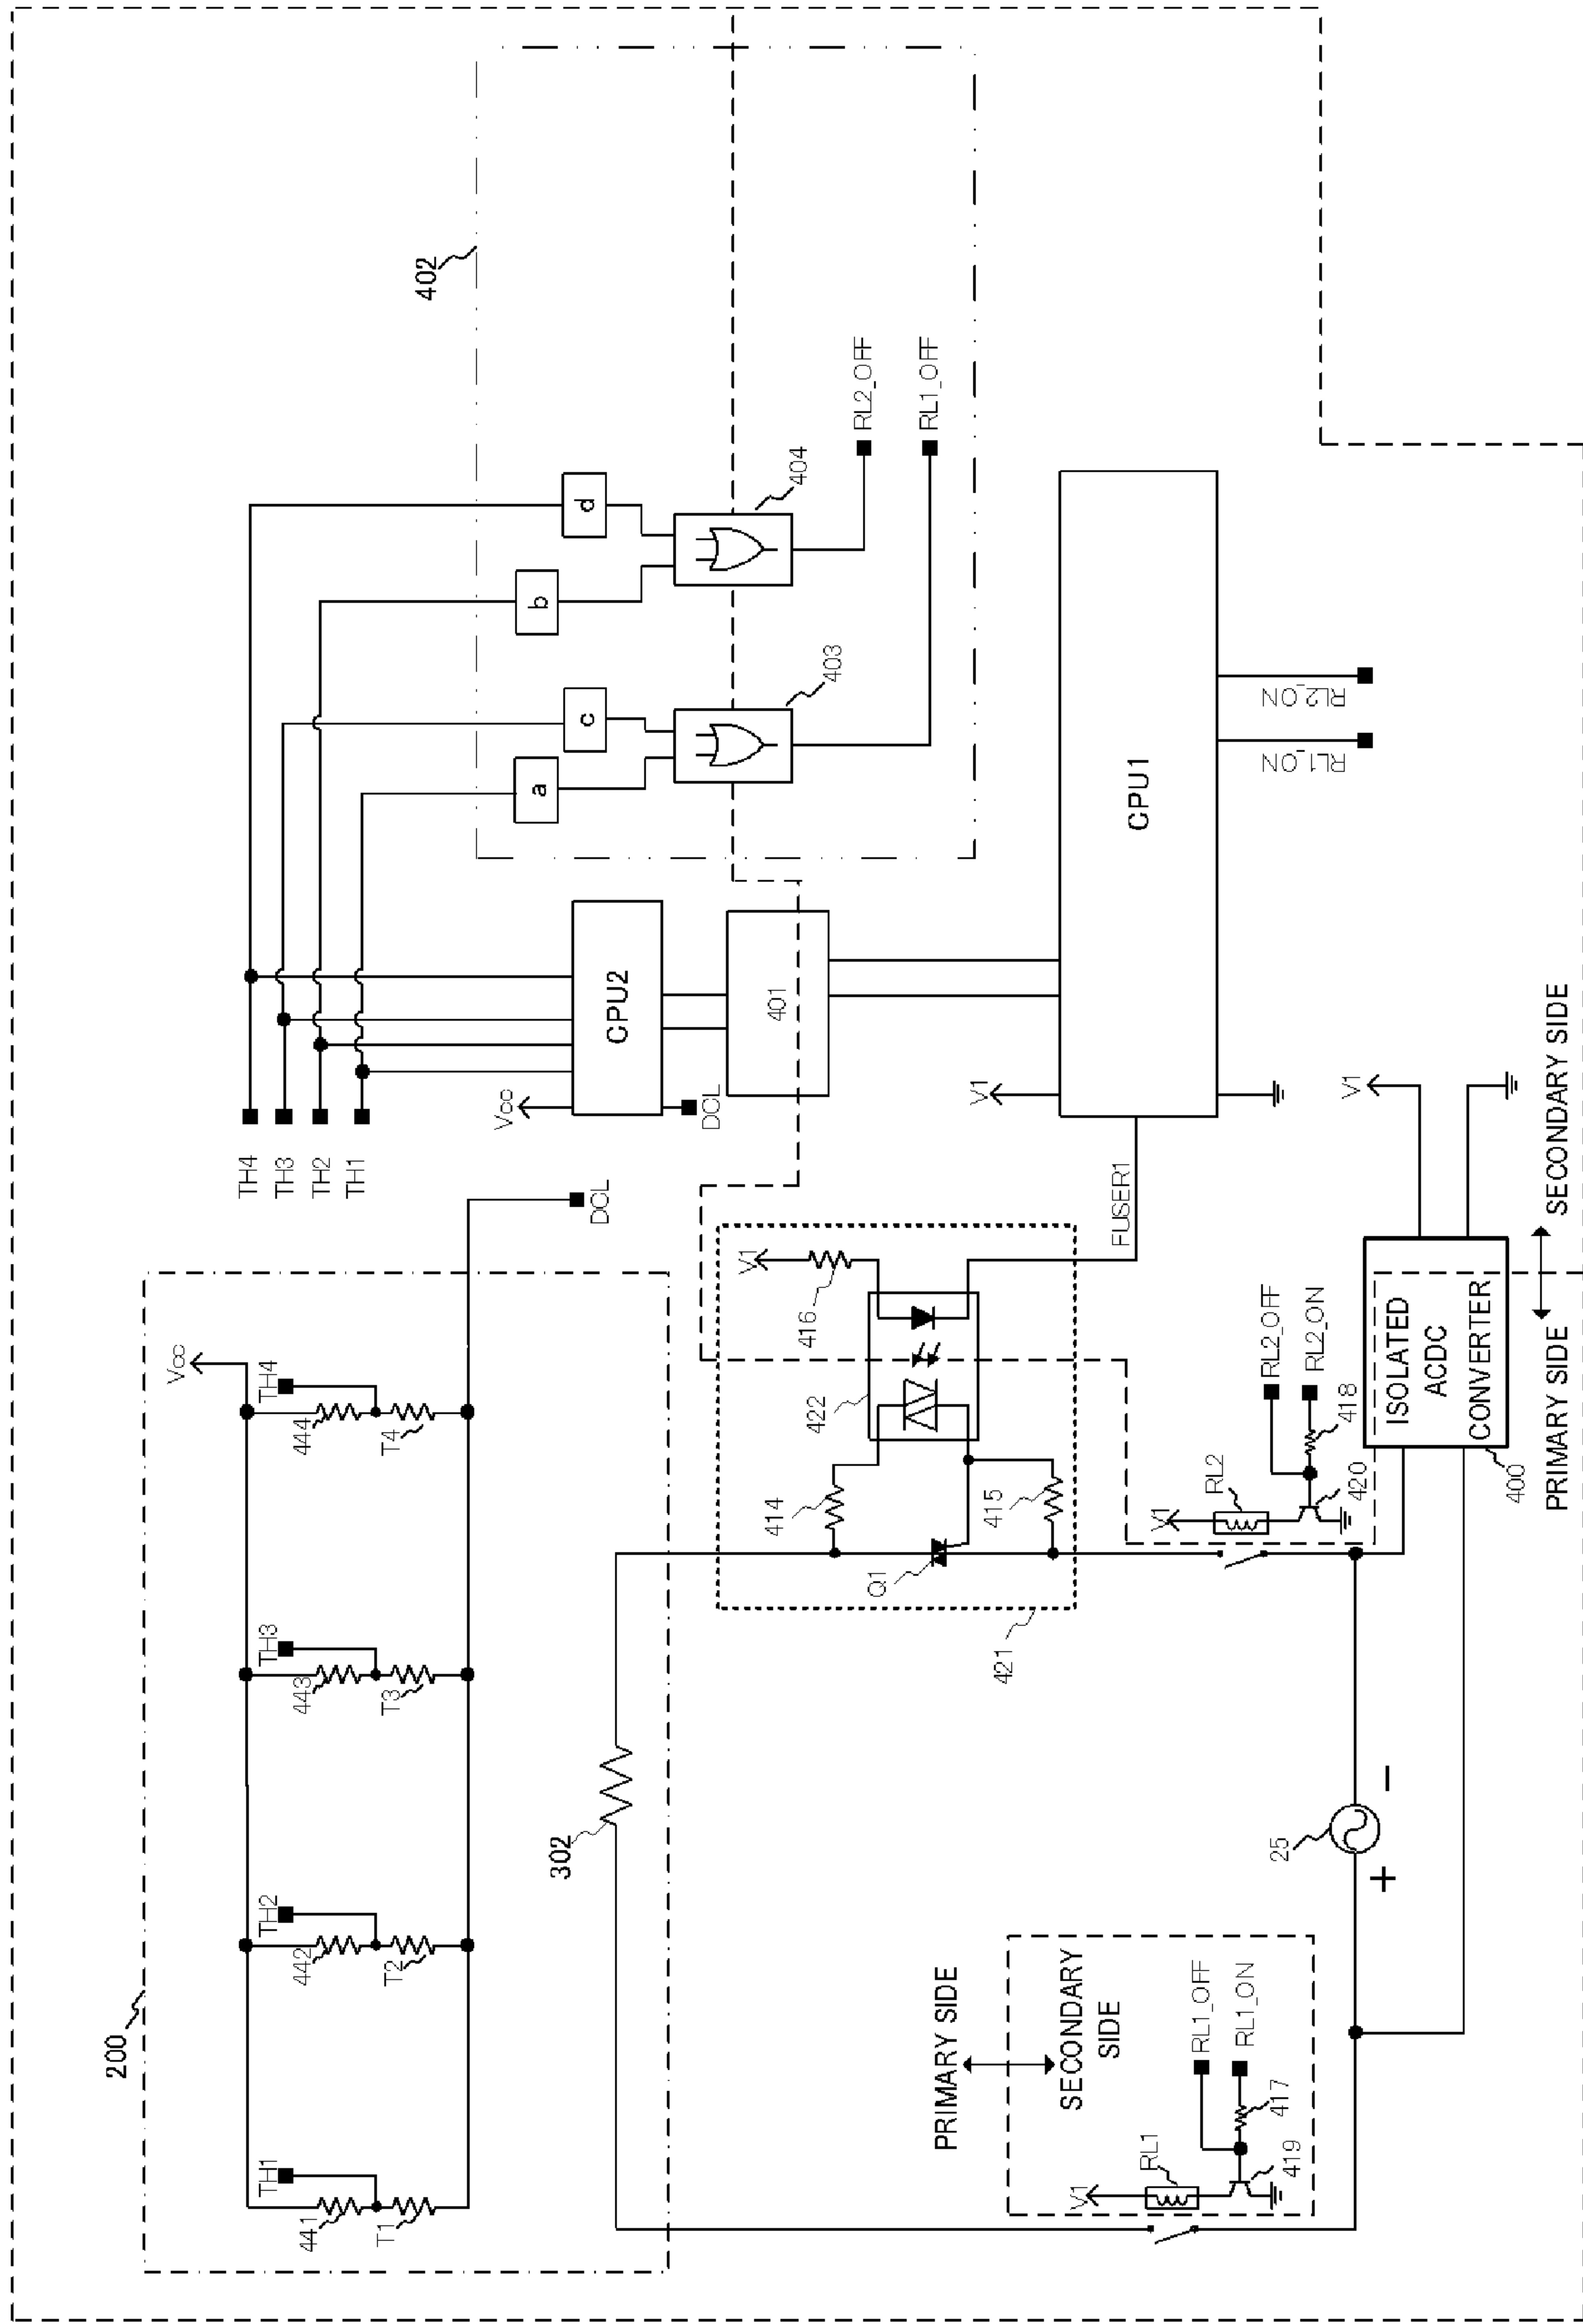 200
Vcc
TH1
TH2
TH3
TH4
441
442
443
444
T1
T2
T3
T4
DCL
302
TH4
TH3
TH2
TH1
Vcc
CPU2
DCL
401
402
a
c
b
d
403
404
RL2_OFF
RL1_OFF
V1
416
422
414
415
Q1
421
FUSER1
V1
CPU1
RL1_ON
RL2_ON
PRIMARY SIDE
SECONDARY
SIDE
V1
RL1
RL1_OFF
RL1_ON
417
419
25
+
−
V1
RL2
RL2_OFF
RL2_ON
418
420
ISOLATED
ACDC
CONVERTER
400
V1
PRIMARY SIDE
SECONDARY SIDE